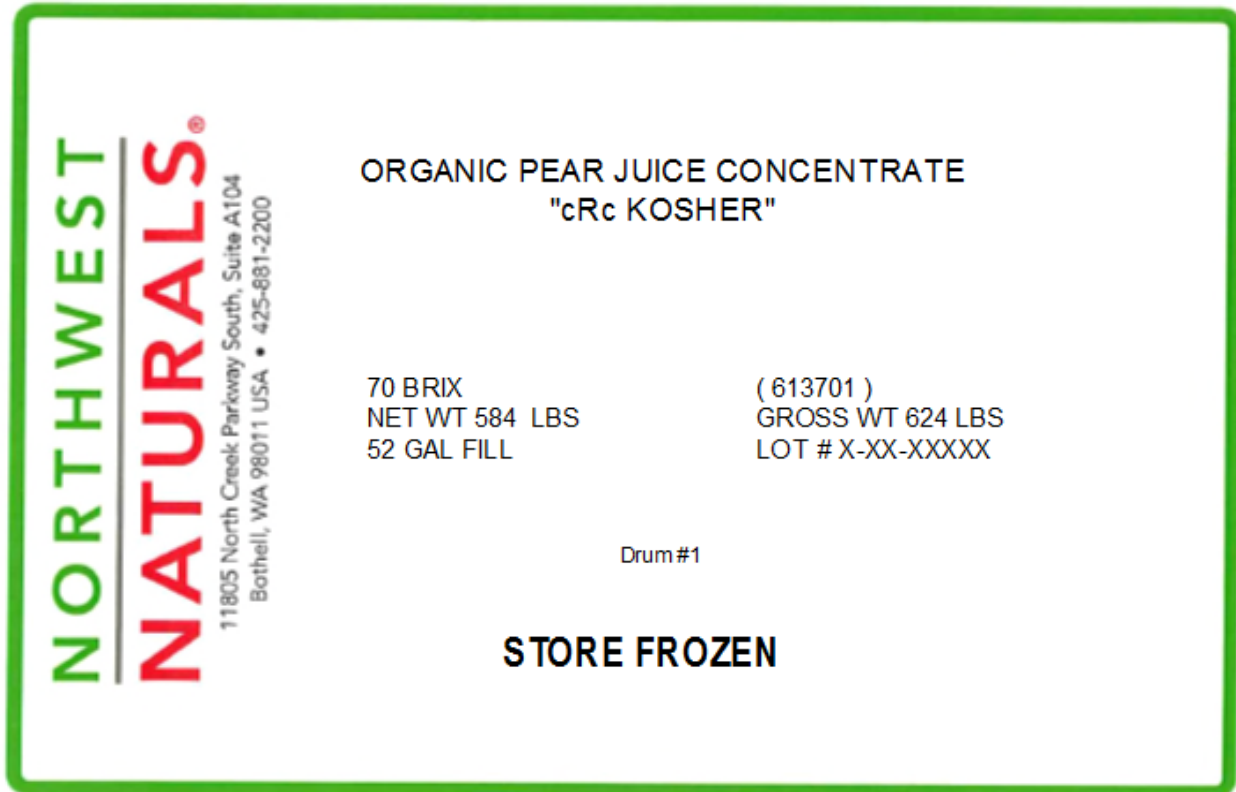 NORTHWEST
NATURALS®
11805 North Creek Parkway South, Suite A104
Bothell, WA 98011 USA • 425-881-2200
ORGANIC PEAR JUICE CONCENTRATE
"cRc KOSHER"
70 BRIX
( 613701 )
NET WT 584 LBS
GROSS WT 624 LBS
52 GAL FILL
LOT # X-XX-XXXXX
Drum #1
STORE FROZEN